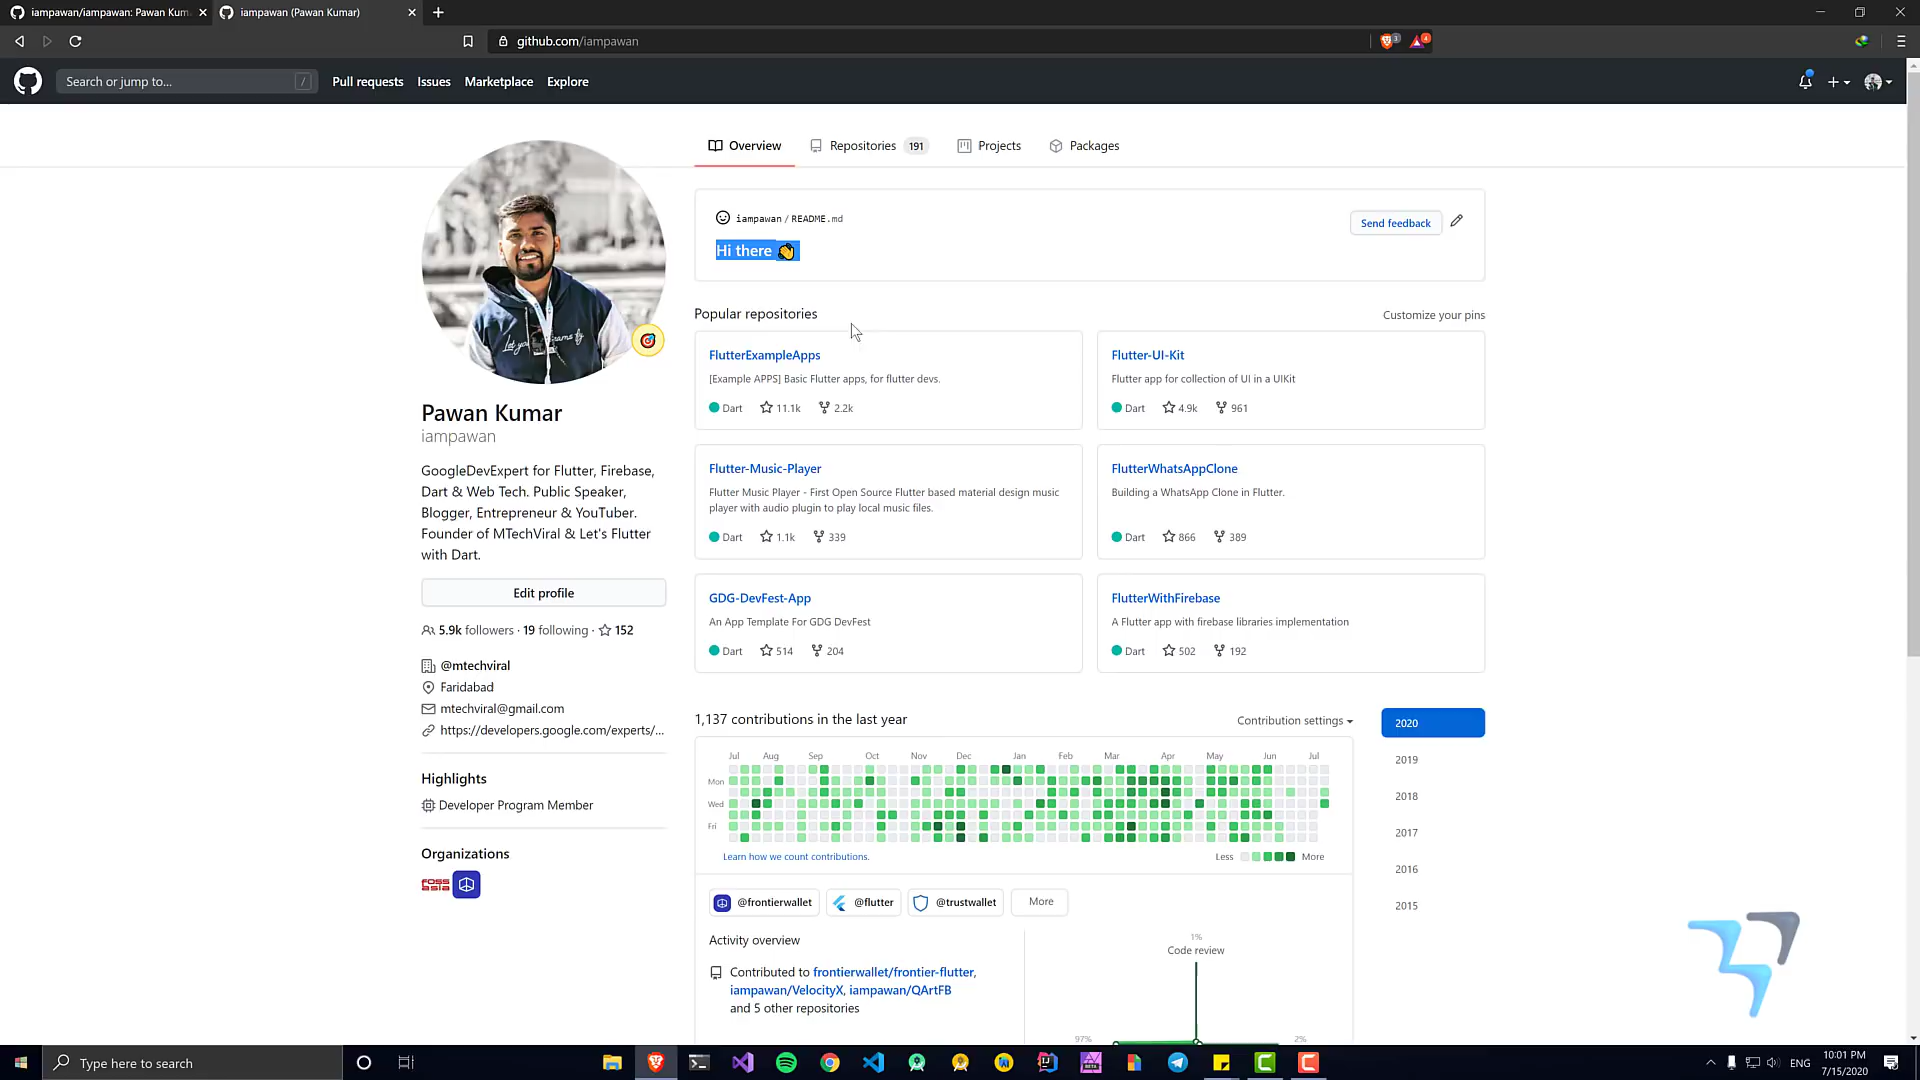 iampawan/iampawan: Pawan Kum
iampawan (Pawan Kumar)
github.com/iampawan
Search or jump to...
/
Pull requests
Issues
Marketplace
Explore
Overview
Repositories 191
Projects
Packages
iampawan / README.md
Send feedback
Hi there
Popular repositories
Customize your pins
FlutterExampleApps
[Example APPS] Basic Flutter apps, for flutter devs.
Dart 11.1k 2.2k
Flutter-UI-Kit
Flutter app for collection of UI in a UIKit
Dart 4.9k 961
Flutter-Music-Player
Flutter Music Player - First Open Source Flutter based material design music
player with audio plugin to play local music files.
Dart 1.1k 339
FlutterWhatsAppClone
Building a WhatsApp Clone in Flutter.
Dart 866 389
GDG-DevFest-App
An App Template For GDG DevFest
Dart 514 204
FlutterWithFirebase
A Flutter app with firebase libraries implementation
Dart 502 192
Pawan Kumar
iampawan
GoogleDevExpert for Flutter, Firebase,
Dart & Web Tech. Public Speaker,
Blogger, Entrepreneur & YouTuber.
Founder of MTechViral & Let's Flutter
with Dart.
Edit profile
5.9k followers · 19 following · 152
@mtechviral
Faridabad
mtechviral@gmail.com
https://developers.google.com/experts/...
Highlights
Developer Program Member
Organizations
FOSS
ASIA
1,137 contributions in the last year
Contribution settings
2020
2019
2018
2017
2016
2015
Jul Aug Sep Oct Nov Dec Jan Feb Mar Apr May Jun Jul
Mon
Wed
Fri
Learn how we count contributions.
Less
More
@frontierwallet
@flutter
@trustwallet
More
Activity overview
Contributed to frontierwallet/frontier-flutter,
iampawan/VelocityX, iampawan/QArtFB
and 5 other repositories
1%
Code review
97%
2%
Type here to search
ENG
10:01 PM
7/15/2020